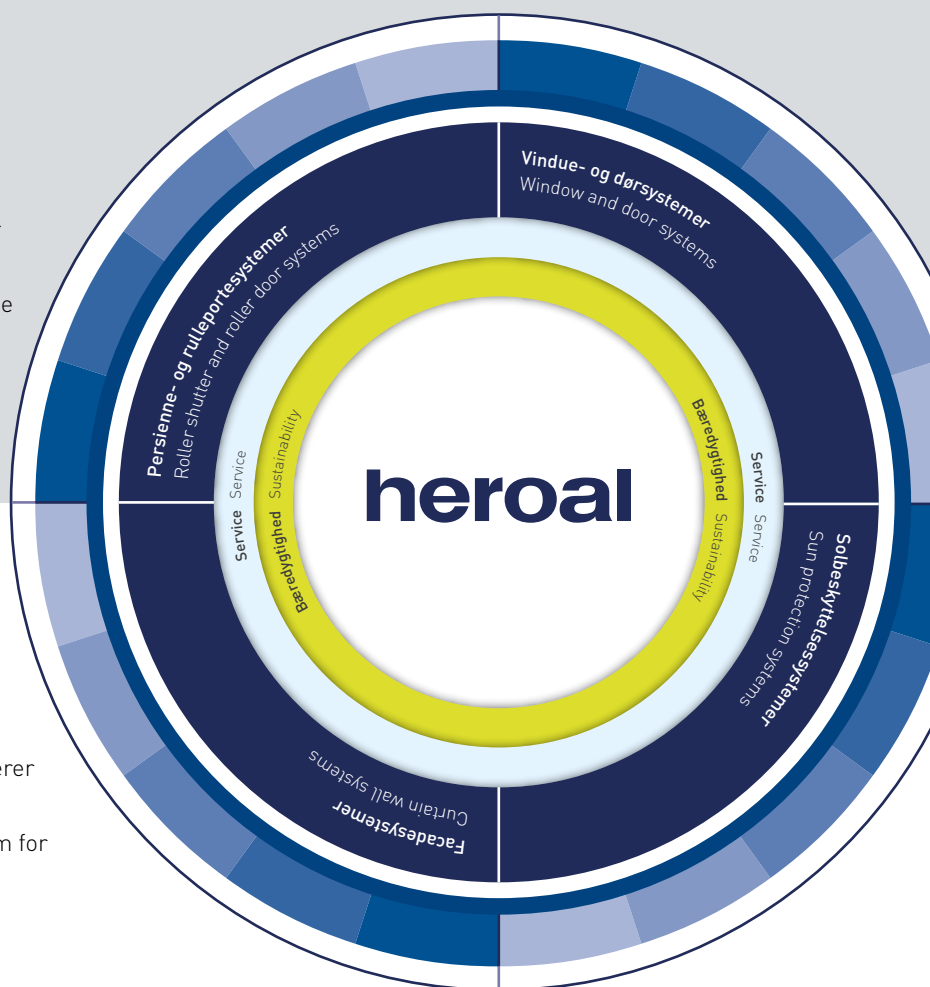 Vindue- og dørsystemer
Window and door systems
Persienne- og rulleportesystemer
Roller shutter and roller door systems
Service Service
Bæredygtighed Sustainability
heroal
Bæredygtighed Sustainability
Service Service
Solbeskyttelsessystemer
Sun protection systems
Facadesystemer
Curtain wall systems
for